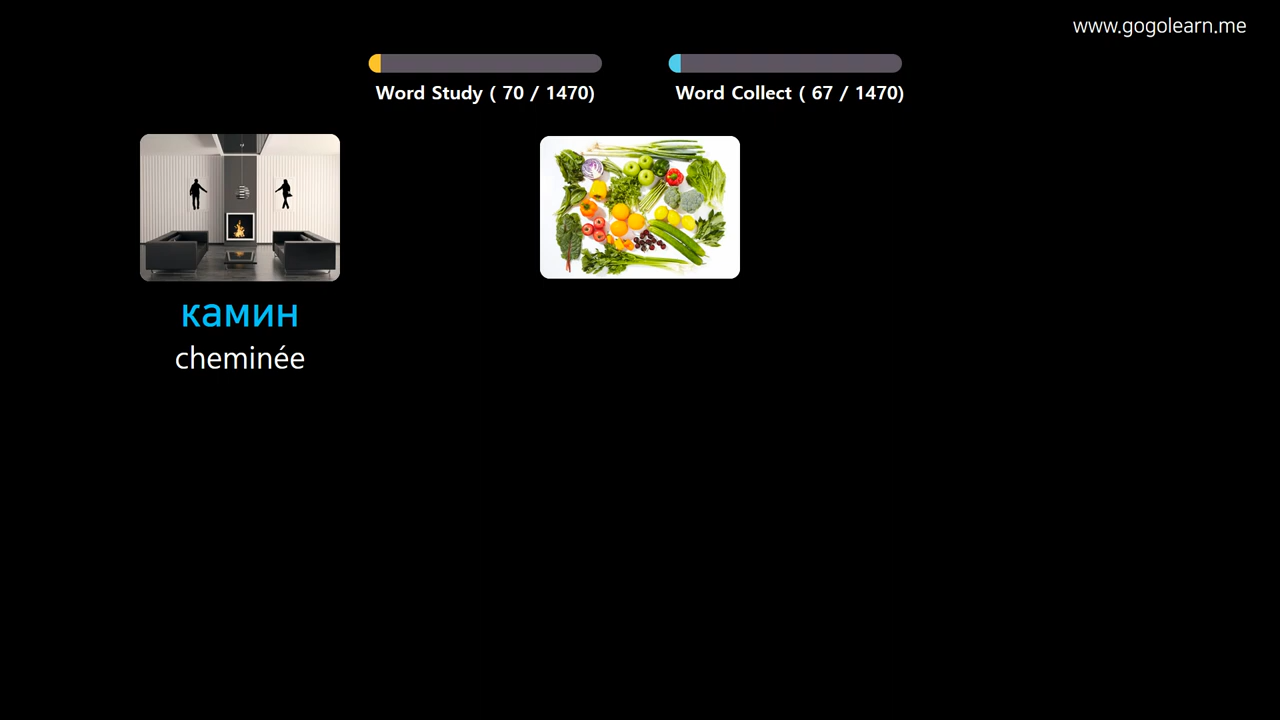 www.gogolearn.me
Word Study ( 70 / 1470)
Word Collect ( 67 / 1470)
камин
cheminée